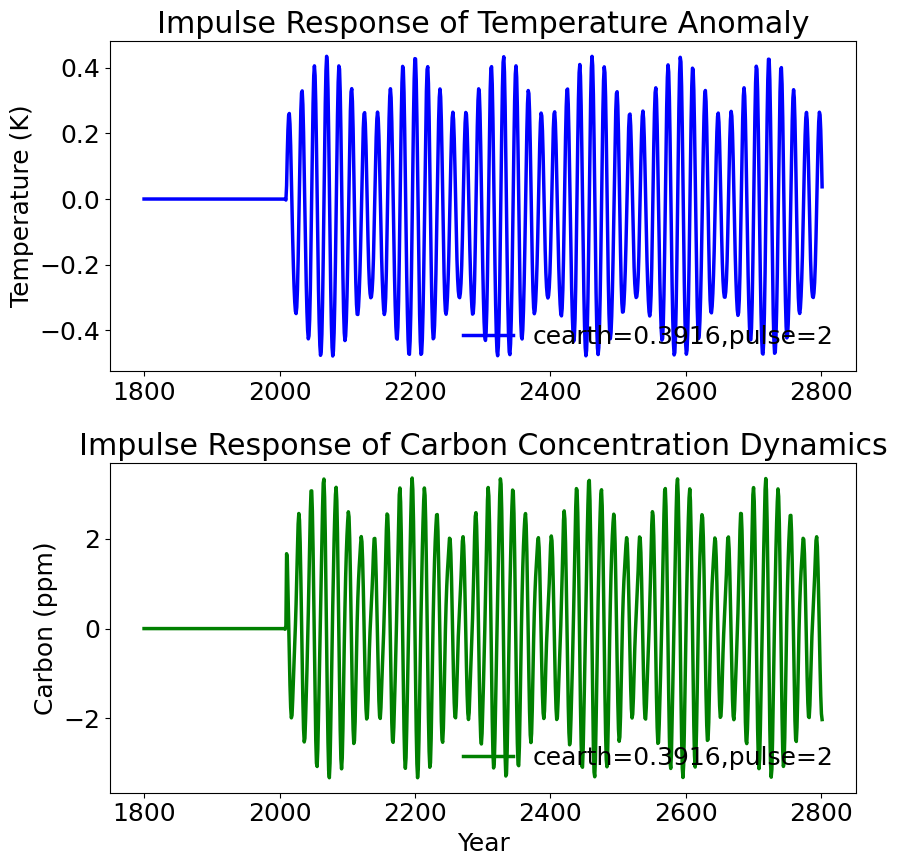 Impulse Response of Temperature Anomaly
Temperature (K)
0.4
0.2
0.0
−0.2
−0.4
cearth=0.3916,pulse=2
1800 2000 2200 2400 2600 2800
Impulse Response of Carbon Concentration Dynamics
Carbon (ppm)
2
0
−2
cearth=0.3916,pulse=2
1800 2000 2200 2400 2600 2800
Year